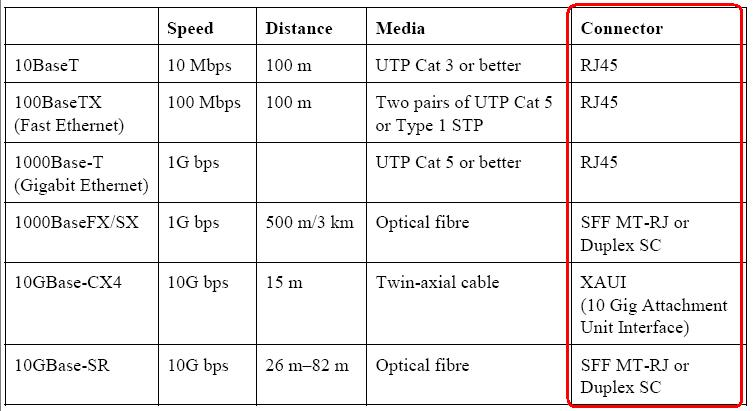 Speed Distance Media Connector
10BaseT 10 Mbps 100 m UTP Cat 3 or better RJ45
100BaseTX 100 Mbps 100 m Two pairs of UTP Cat 5 RJ45
(Fast Ethernet) or Type 1 STP
1000Base-T 1G bps UTP Cat 5 or better RJ45
(Gigabit Ethernet)
1000BaseFX/SX 1G bps 500 m/3 km Optical fibre SFF MT-RJ or
Duplex SC
10GBase-CX4 10G bps 15 m Twin-axial cable XAUI
(10 Gig Attachment
Unit Interface)
10GBase-SR 10G bps 26 m–82 m Optical fibre SFF MT-RJ or
Duplex SC